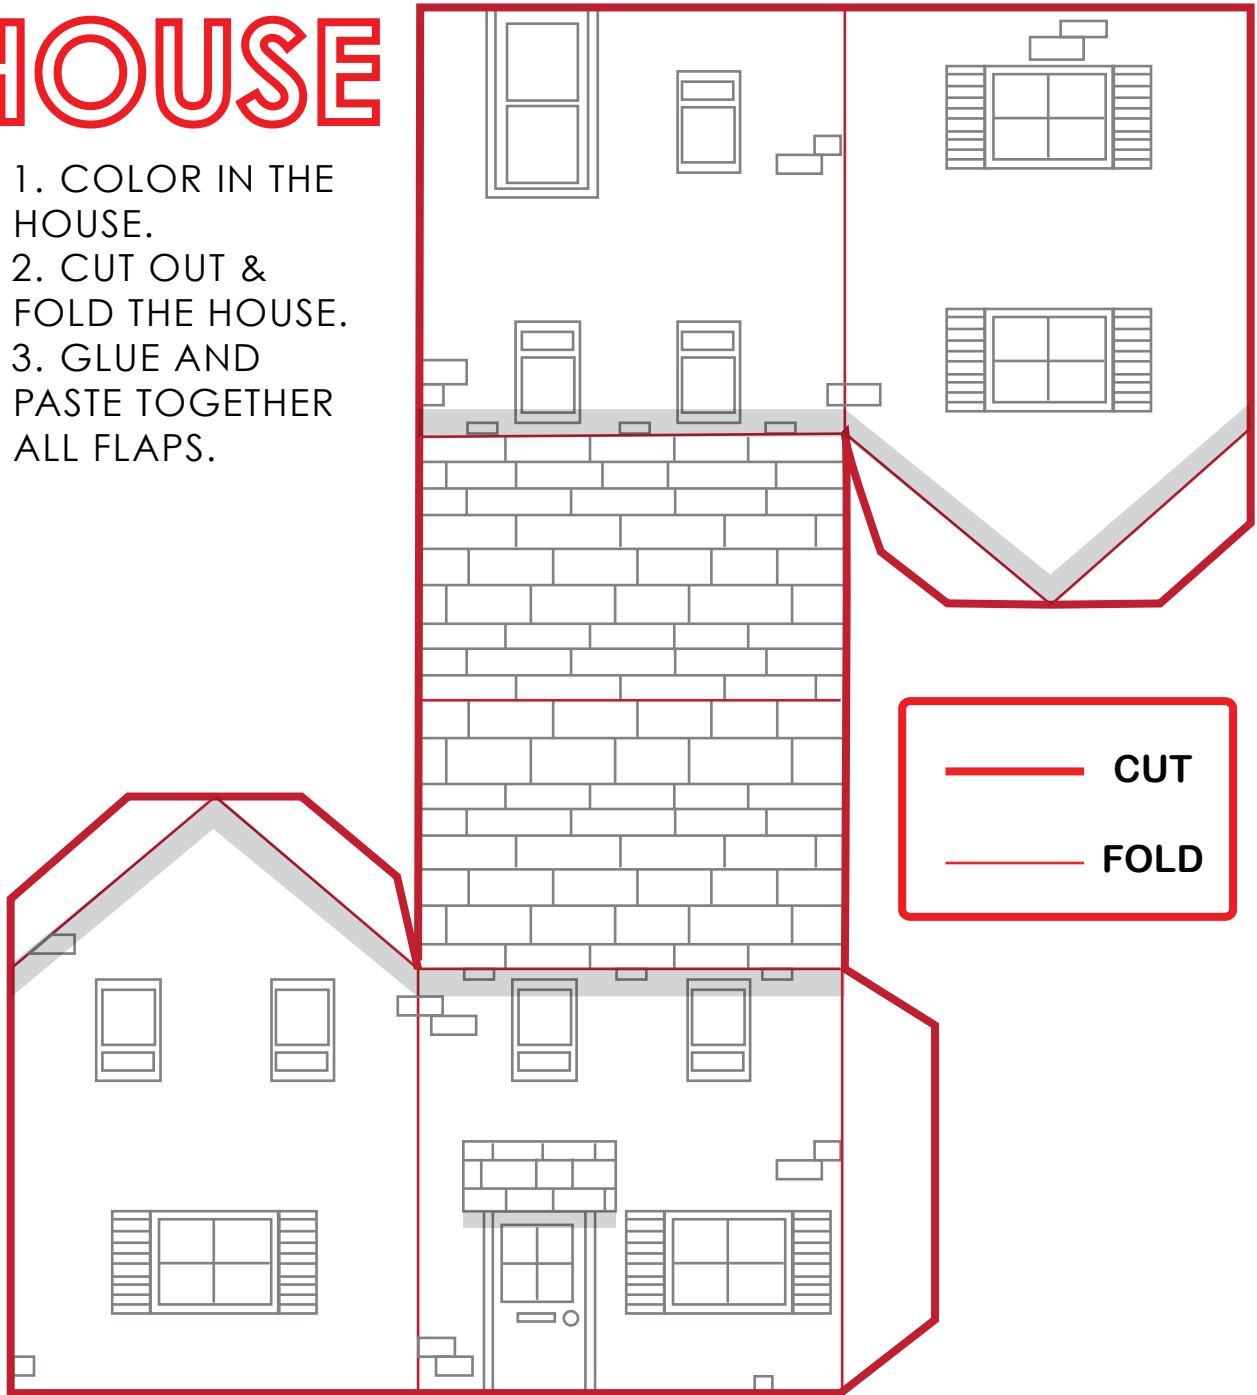 HOUSE
1. COLOR IN THE
HOUSE.
2. CUT OUT &
FOLD THE HOUSE.
3. GLUE AND
PASTE TOGETHER
ALL FLAPS.
CUT
FOLD